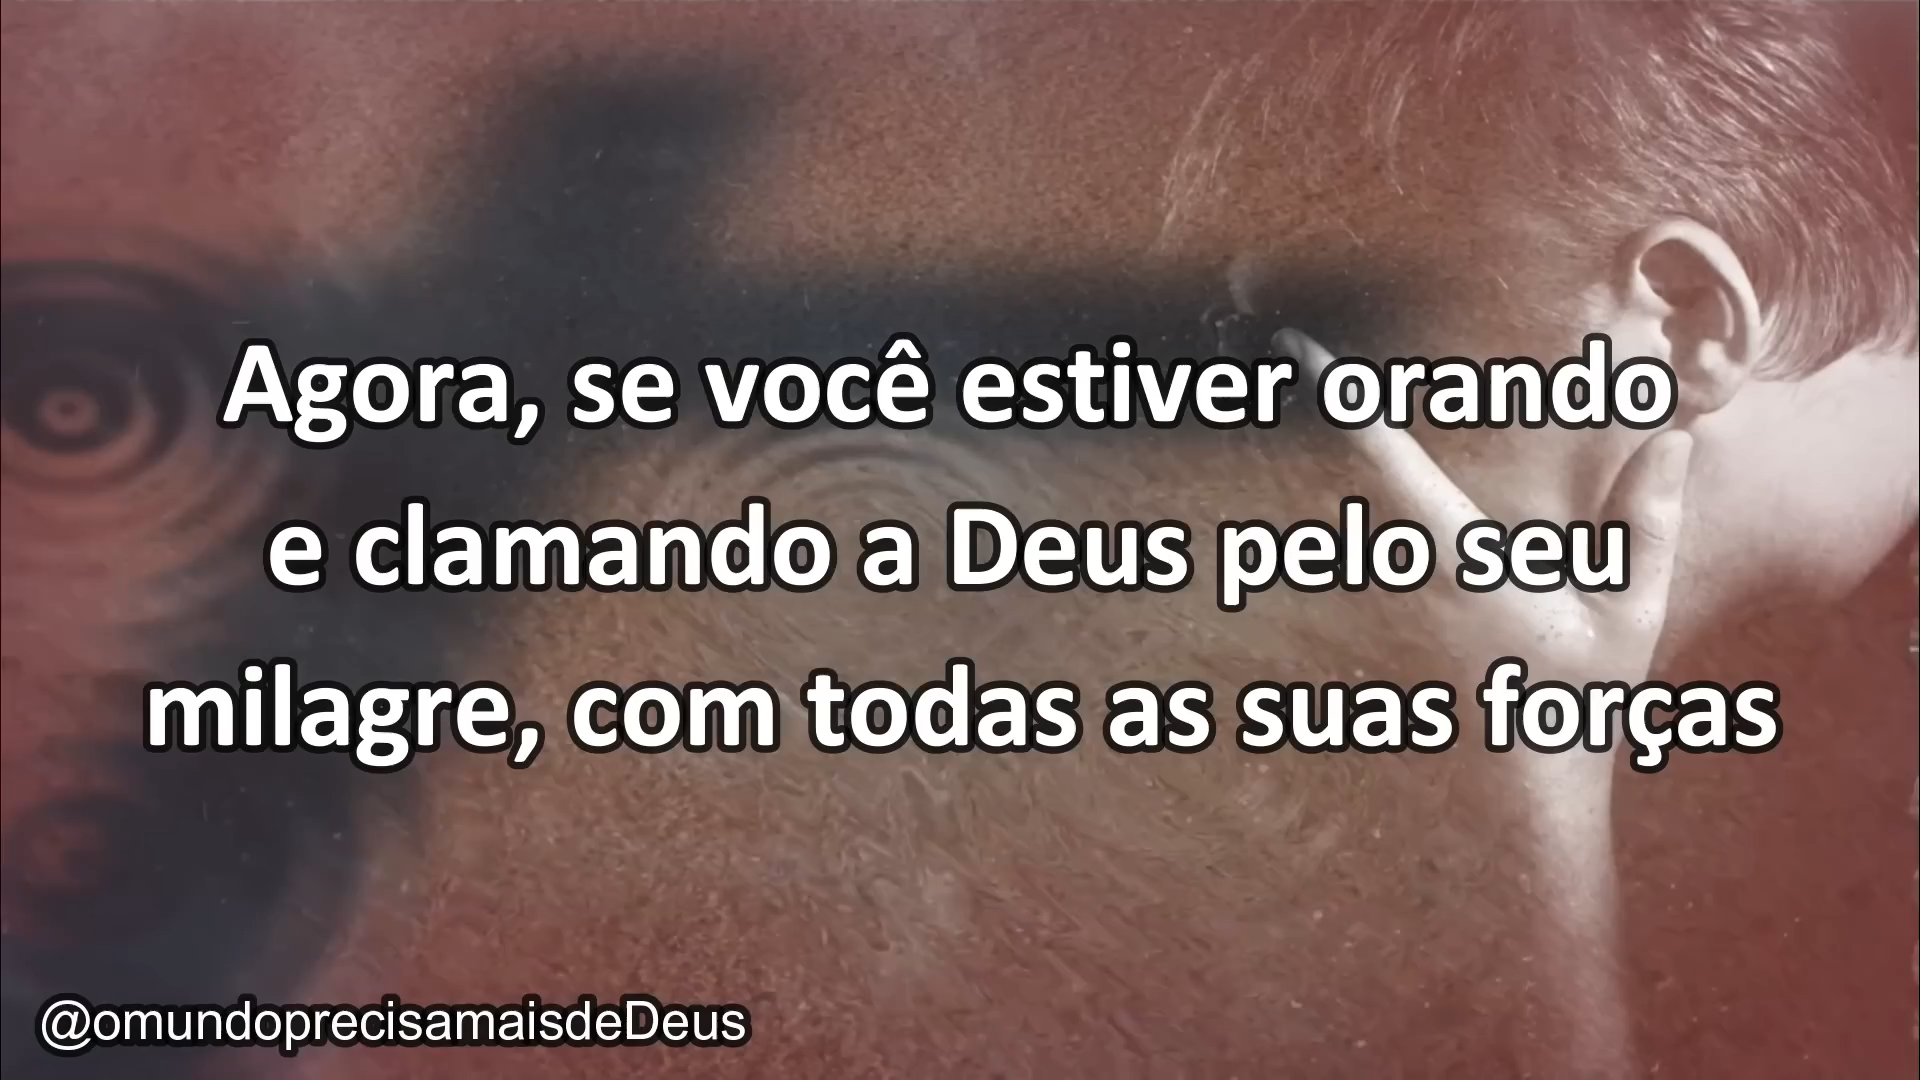 Agora, se você estiver orando
e clamando a Deus pelo seu
milagre, com todas as suas forças
@omundoprecisamaisdeDeus